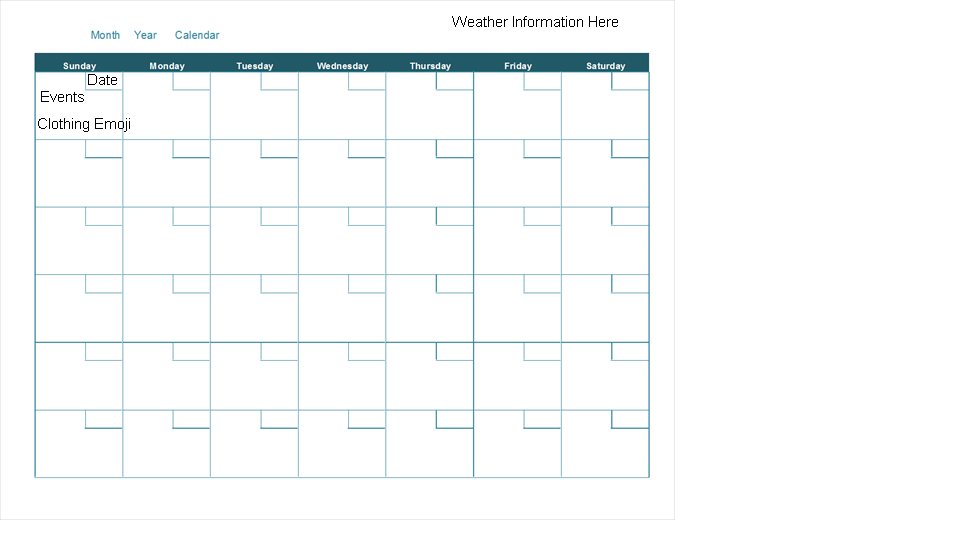 Weather Information Here
Month Year Calendar
Sunday Monday Tuesday Wednesday Thursday Friday Saturday
Date
Events
Clothing Emoji